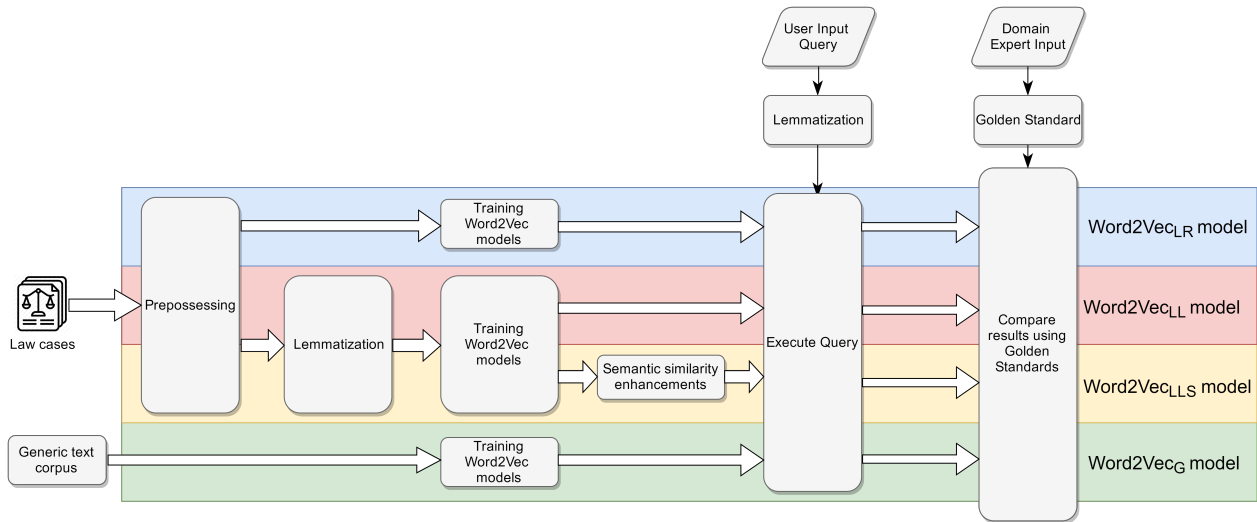 User Input
Query
Domain
Expert Input
Lemmatization
Golden Standard
Training
Word2Vec
models
Word2VecLR model
Prepossessing
Law cases
Lemmatization
Training
Word2Vec
models
Execute Query
Compare
results using
Golden
Standards
Word2VecLL model
Semantic similarity
enhancements
Word2VecLLS model
Generic text
corpus
Training
Word2Vec
models
Word2VecG model